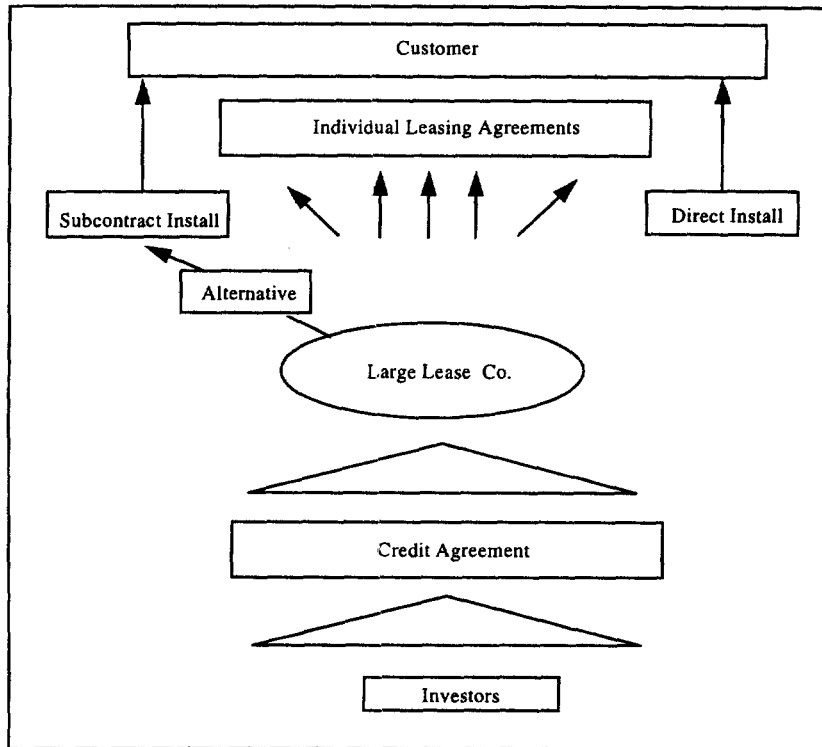 Customer
Individual Leasing Agreements
Subcontract Install
Direct Install
Alternative
Large Lease Co.
Credit Agreement
Investors